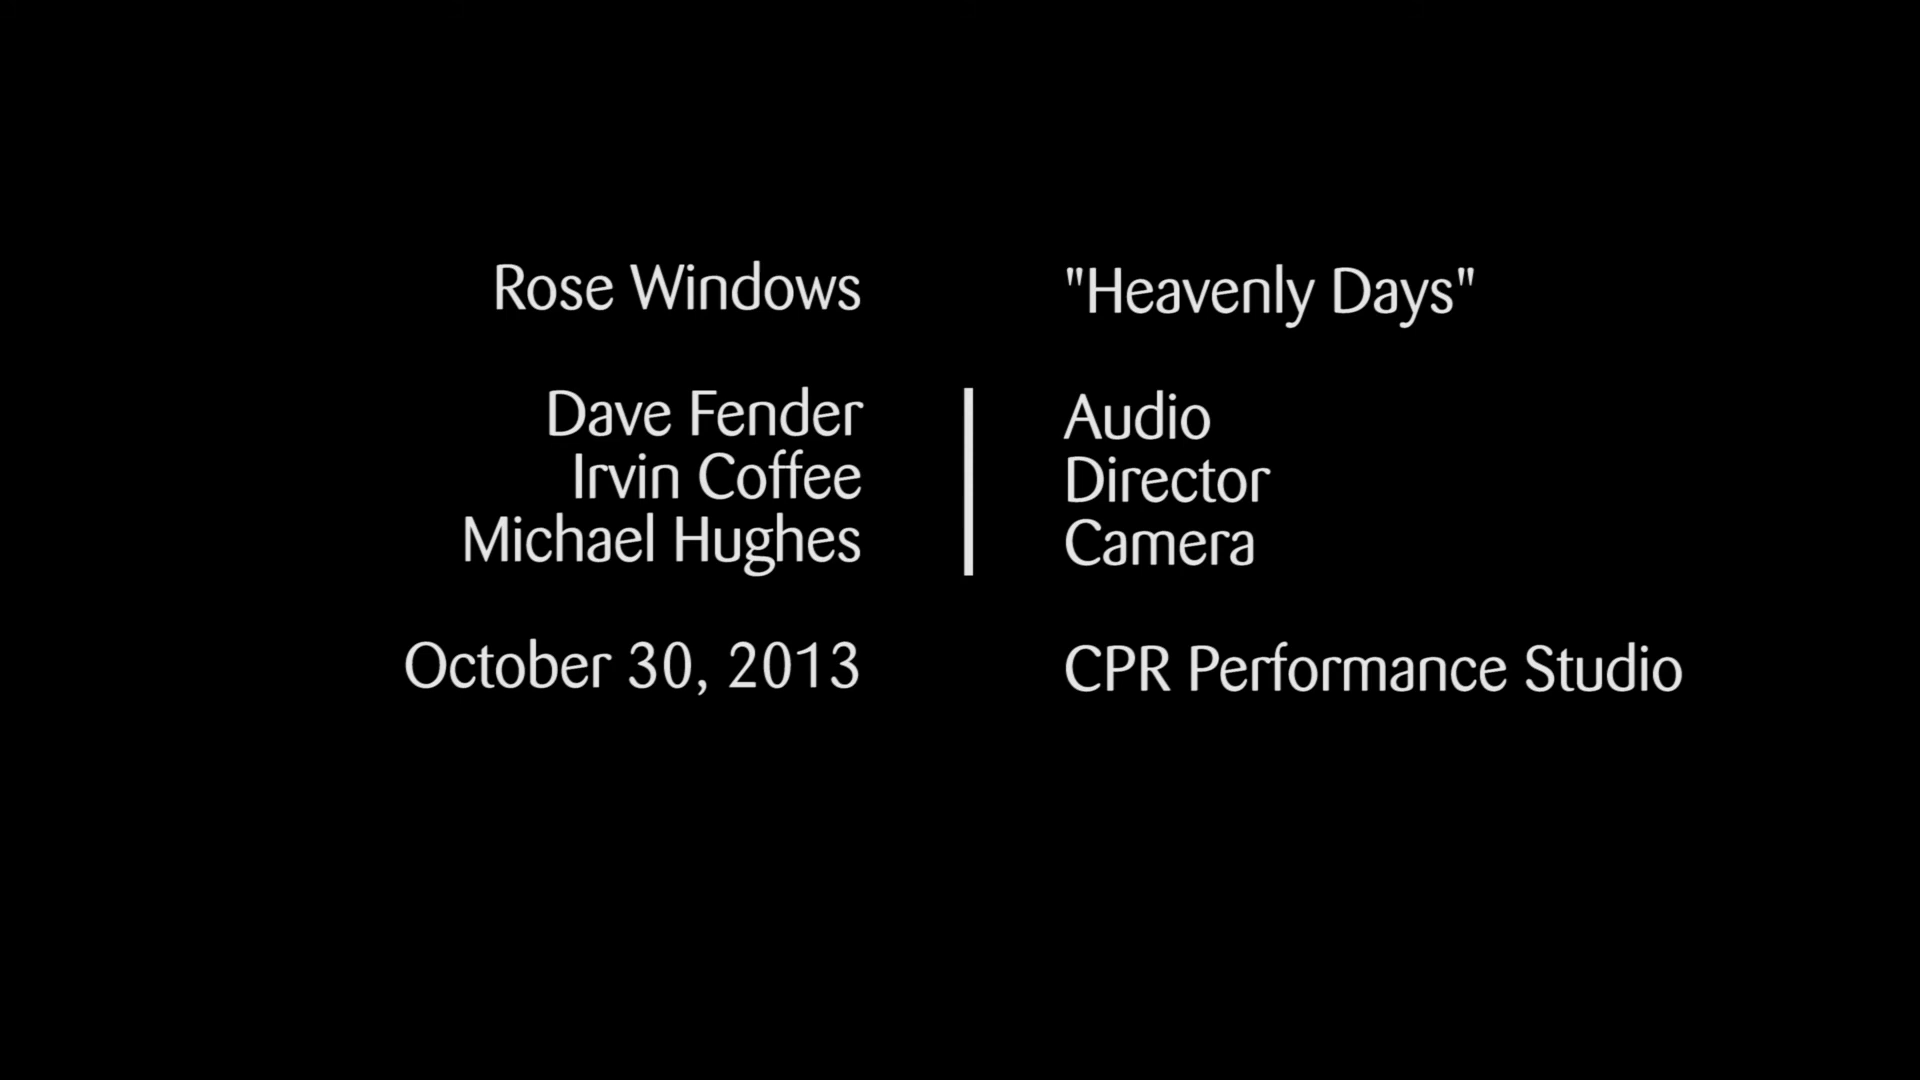 Rose Windows "Heavenly Days"
Dave Fender Audio
Irvin Coffee Director
Michael Hughes Camera
October 30, 2013 CPR Performance Studio